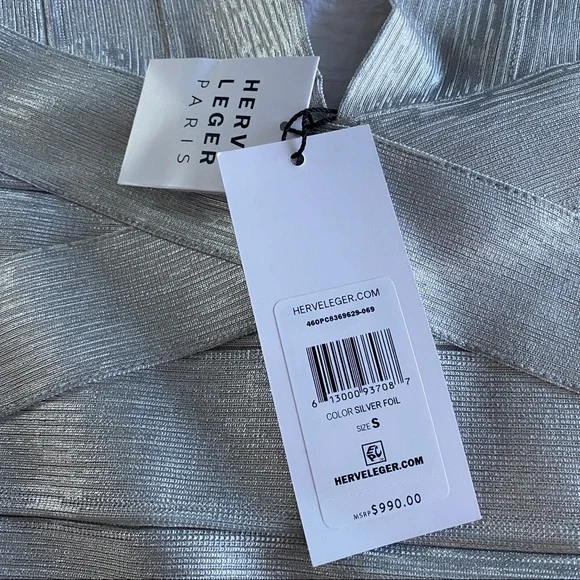 HERVE
LEGER
PARIS
HERVELEGER.COM
460PC8369629-069
6 13000 93708 7
COLOR SILVER FOIL
SIZE S
HERVELEGER.COM
MSRP $990.00